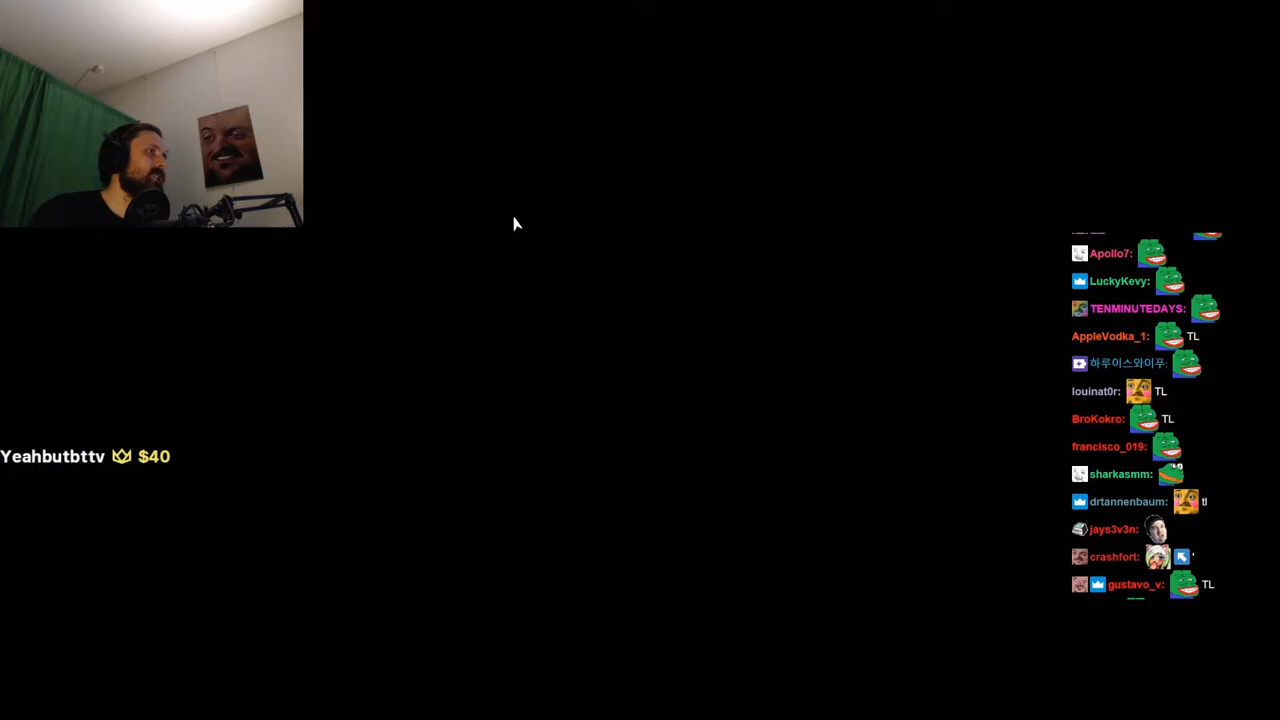 Apollo7:
LuckyKevy:
TENMINUTEDAYS:
AppleVodka_1: TL
하루이스와이푸:
louinat0r: TL
BroKokro: TL
francisco_019:
sharkasmm:
drtannenbaum: tl
jays3v3n:
crashfort: '
gustavo_v: TL
Yeahbutbttv $40